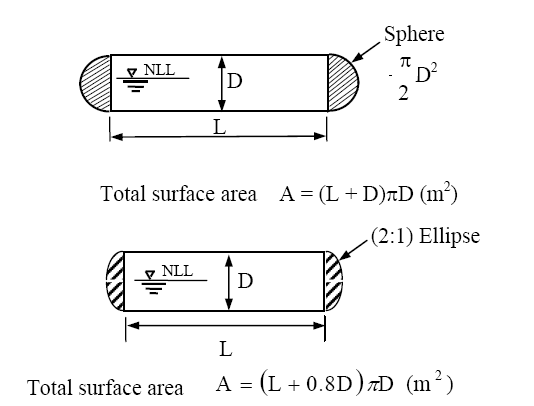 Sphere
NLL
D
- π/2 D²
L
Total surface area A = (L + D)πD (m²)
(2:1) Ellipse
NLL
D
L
Total surface area A = (L + 0.8D) πD (m²)